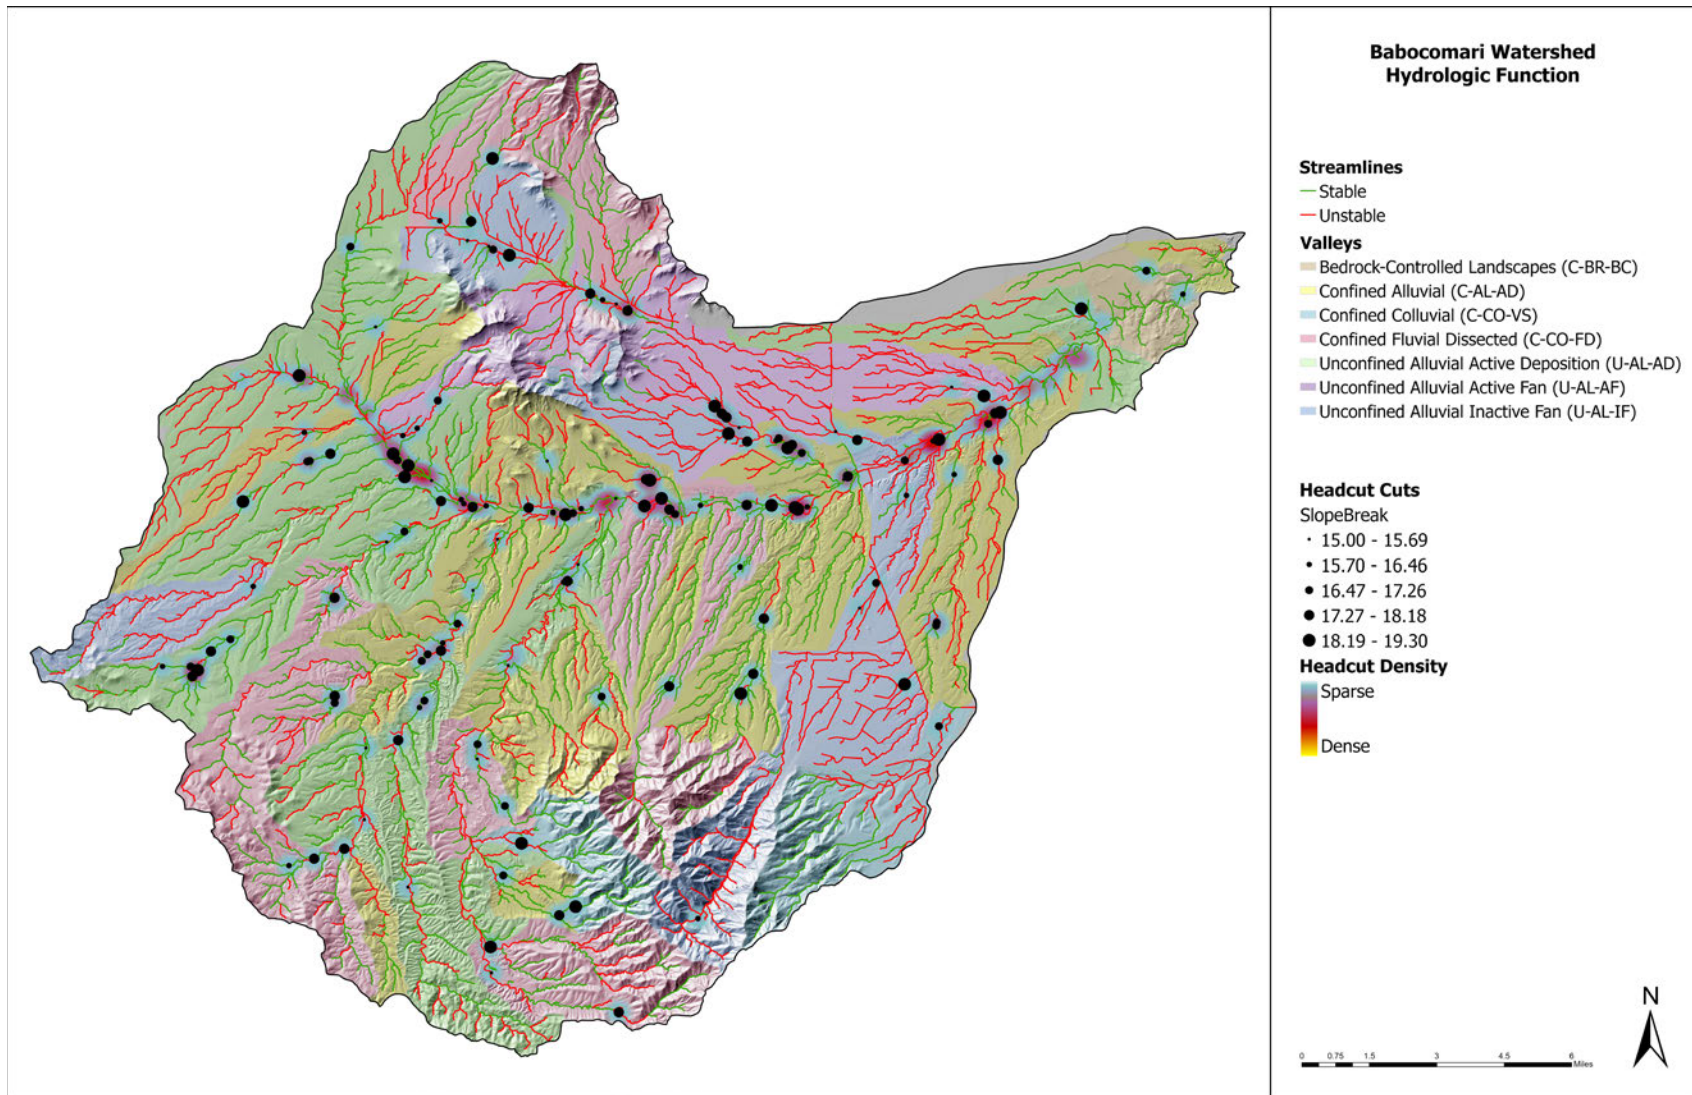 Babocomari Watershed
Hydrologic Function
Streamlines
Stable
Unstable
Valleys
Bedrock-Controlled Landscapes (C-BR-BC)
Confined Alluvial (C-AL-AD)
Confined Colluvial (C-CO-VS)
Confined Fluvial Dissected (C-CO-FD)
Unconfined Alluvial Active Deposition (U-AL-AD)
Unconfined Alluvial Active Fan (U-AL-AF)
Unconfined Alluvial Inactive Fan (U-AL-IF)
Headcut Cuts
SlopeBreak
15.00 - 15.69
15.70 - 16.46
16.47 - 17.26
17.27 - 18.18
18.19 - 19.30
Headcut Density
Sparse
Dense
N
0 0.75 1.5 3 4.5 6
Miles